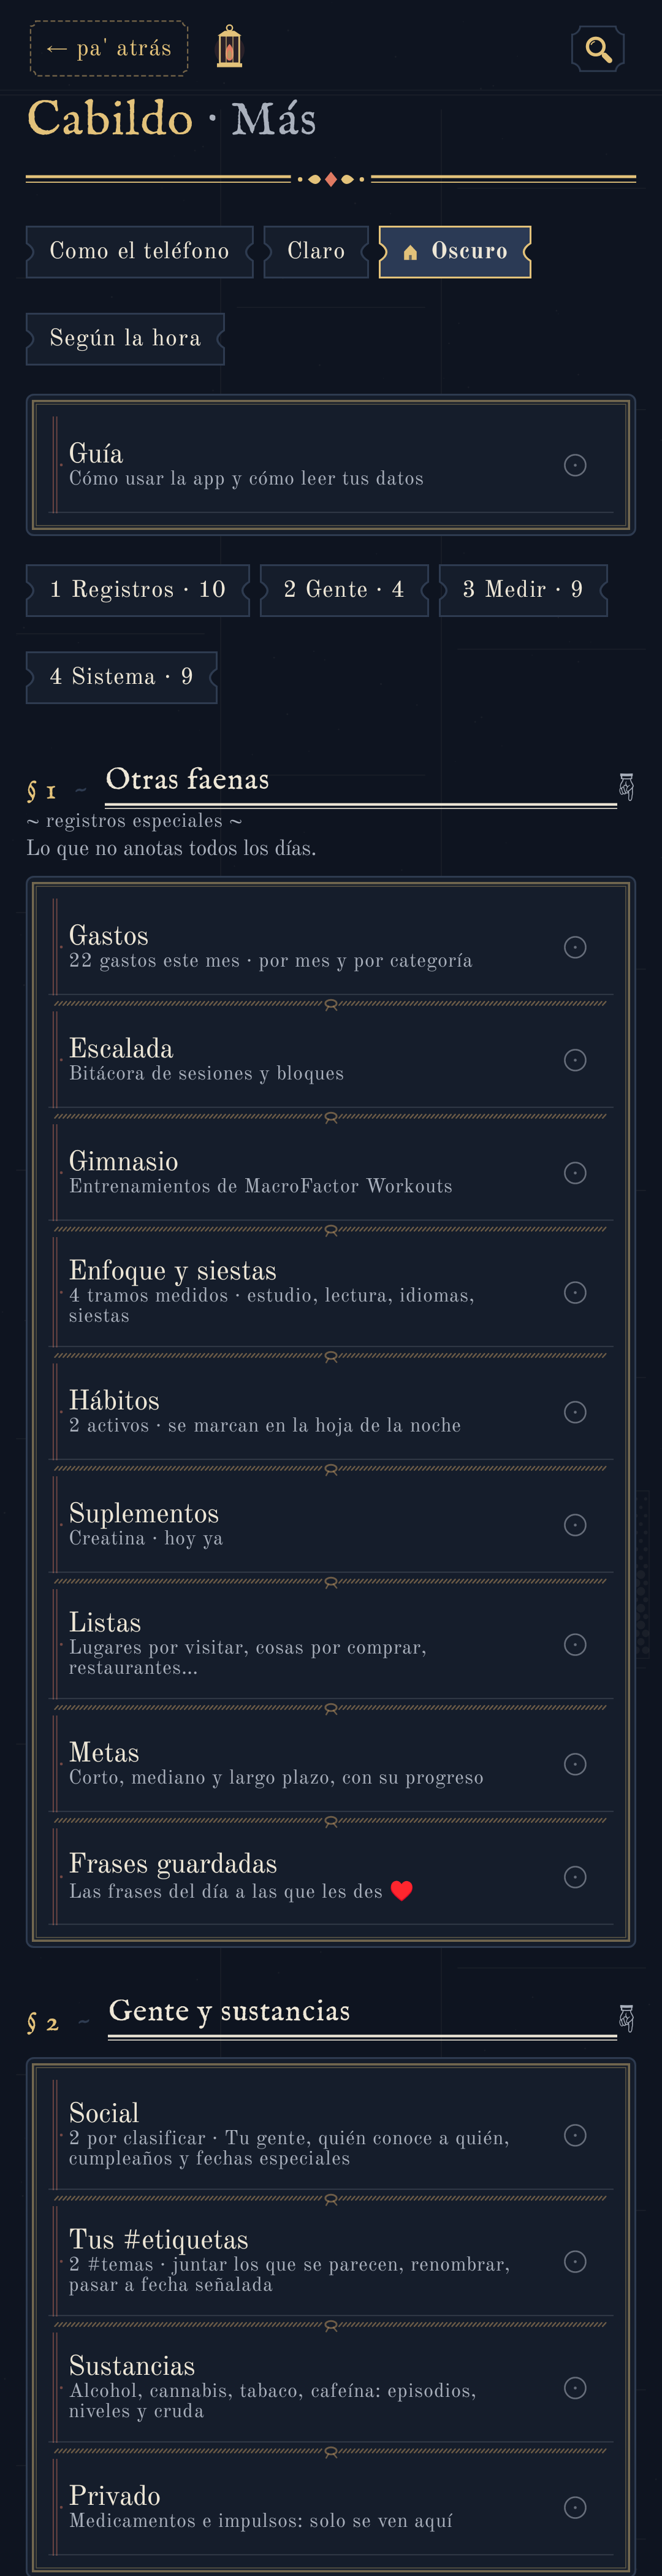 ← pa' atrás
Cabildo · Más
Como el teléfono
Claro
Oscuro
Según la hora
Guía
Cómo usar la app y cómo leer tus datos
1 Registros · 10
2 Gente · 4
3 Medir · 9
4 Sistema · 9
§ 1 ~ Otras faenas
~ registros especiales ~
Lo que no anotas todos los días.
Gastos
22 gastos este mes · por mes y por categoría
Escalada
Bitácora de sesiones y bloques
Gimnasio
Entrenamientos de MacroFactor Workouts
Enfoque y siestas
4 tramos medidos · estudio, lectura, idiomas,
siestas
Hábitos
2 activos · se marcan en la hoja de la noche
Suplementos
Creatina · hoy ya
Listas
Lugares por visitar, cosas por comprar,
restaurantes...
Metas
Corto, mediano y largo plazo, con su progreso
Frases guardadas
Las frases del día a las que les des ❤️
§ 2 ~ Gente y sustancias
Social
2 por clasificar · Tu gente, quién conoce a quién,
cumpleaños y fechas especiales
Tus #etiquetas
2 #temas · juntar los que se parecen, renombrar,
pasar a fecha señalada
Sustancias
Alcohol, cannabis, tabaco, cafeína: episodios,
niveles y cruda
Privado
Medicamentos e impulsos: solo se ven aquí